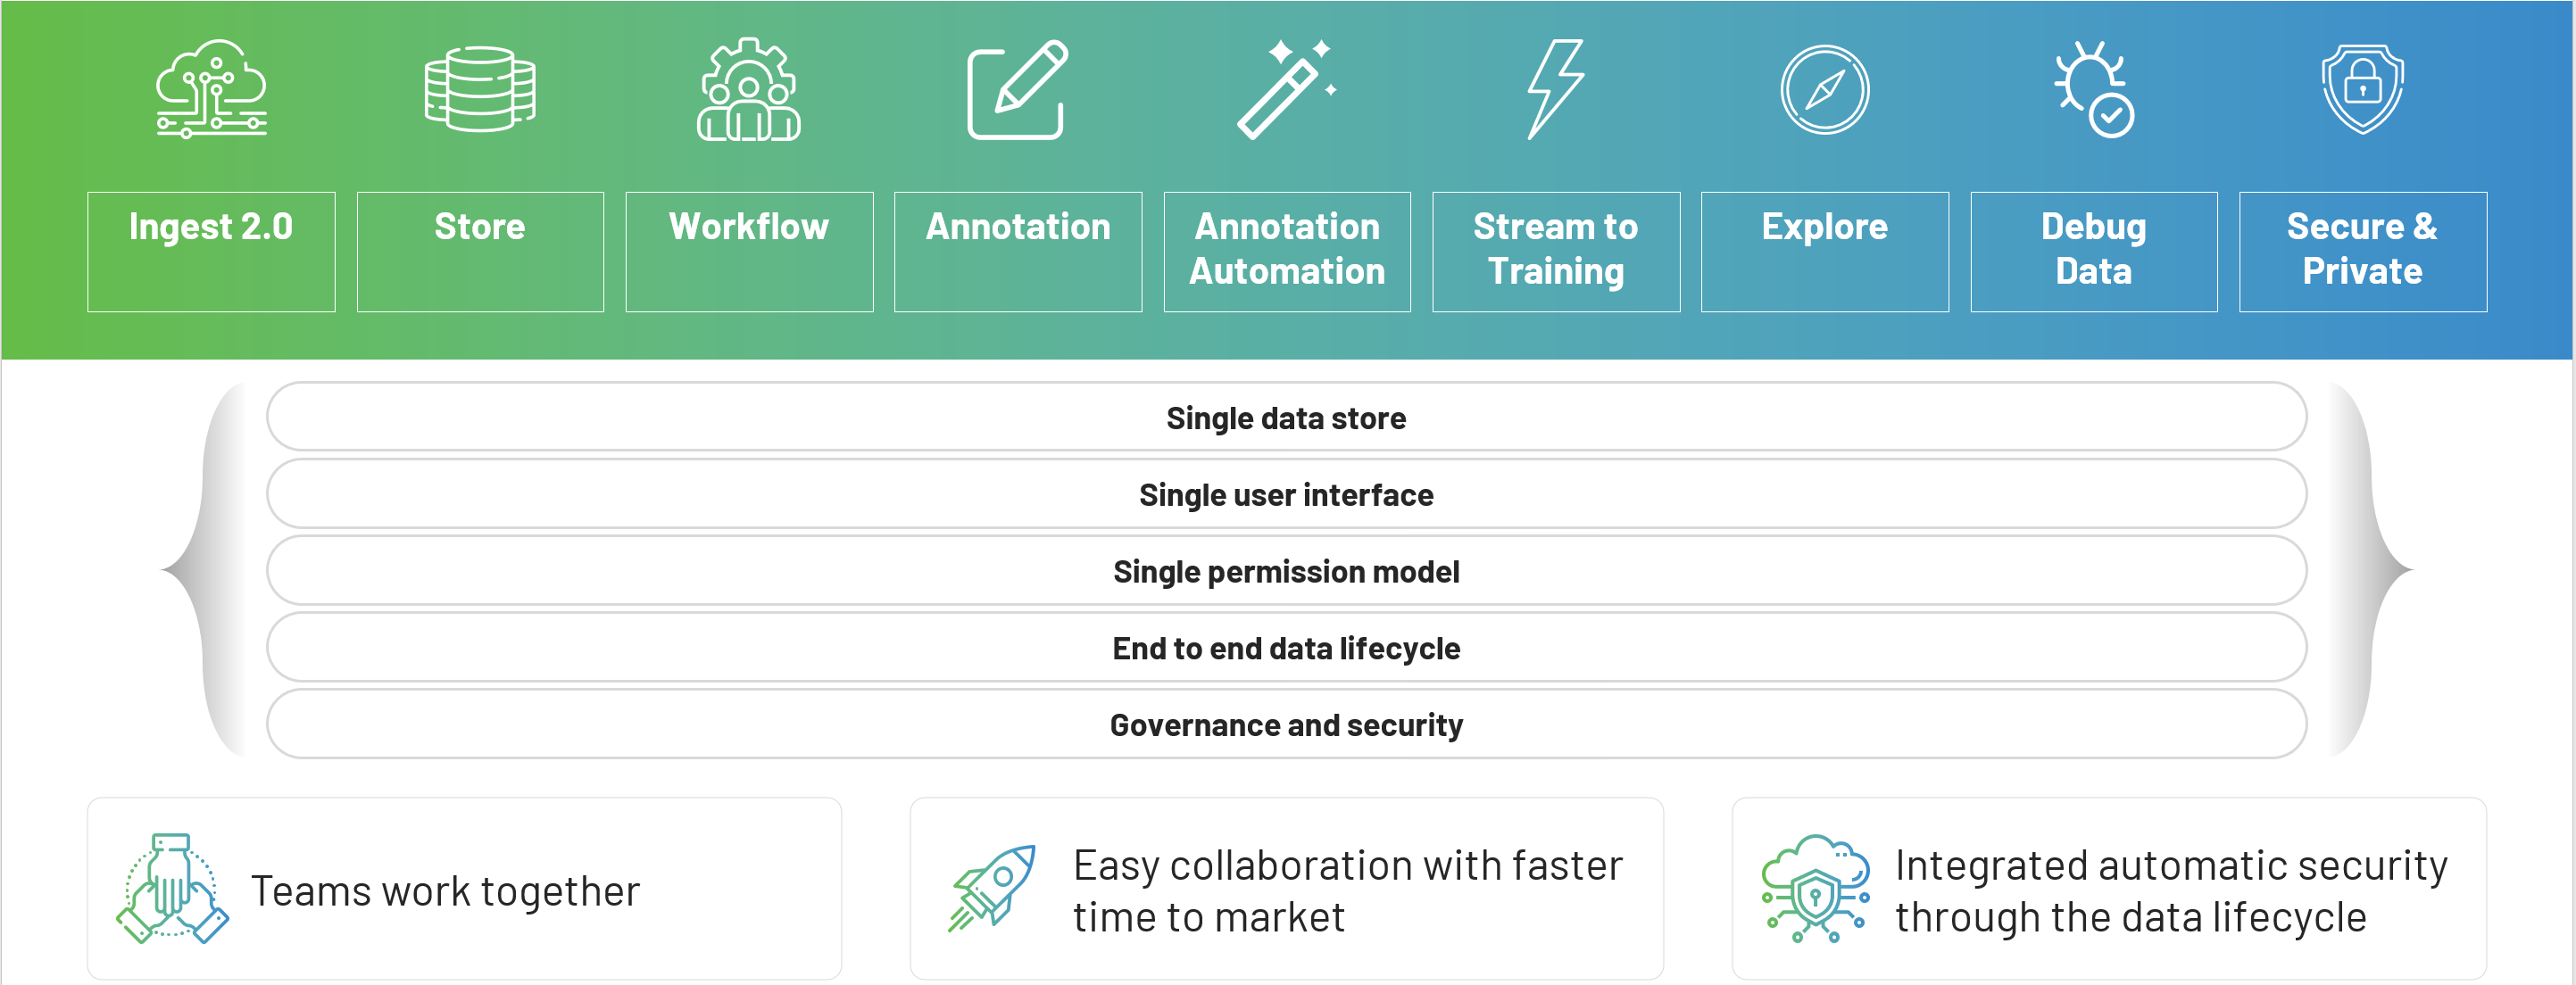 Ingest 2.0
Store
Workflow
Annotation
Annotation
Automation
Stream to
Training
Explore
Debug
Data
Secure &
Private
Single data store
Single user interface
Single permission model
End to end data lifecycle
Governance and security
Teams work together
Easy collaboration with faster
time to market
Integrated automatic security
through the data lifecycle